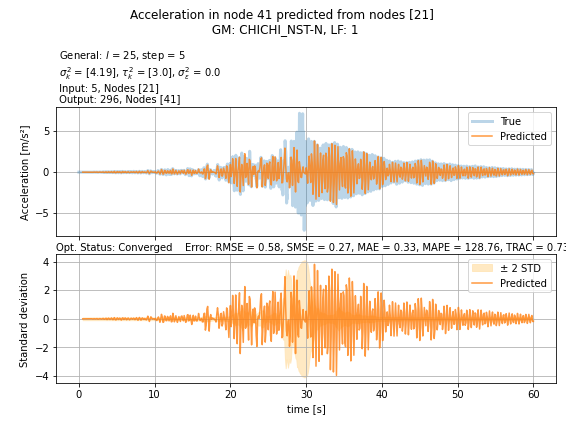 Acceleration in node 41 predicted from nodes [21]
GM: CHICHI_NST-N, LF: 1
General: l = 25, step = 5
σ²ₖ = [4.19], τ²ₖ = [3.0], σ²ε = 0.0
Input: 5, Nodes [21]
Output: 296, Nodes [41]
True
Predicted
Acceleration [m/s²]
5
0
−5
Opt. Status: Converged Error: RMSE = 0.58, SMSE = 0.27, MAE = 0.33, MAPE = 128.76, TRAC = 0.73
± 2 STD
Predicted
Standard deviation
4
2
0
−2
−4
0 10 20 30 40 50 60
time [s]